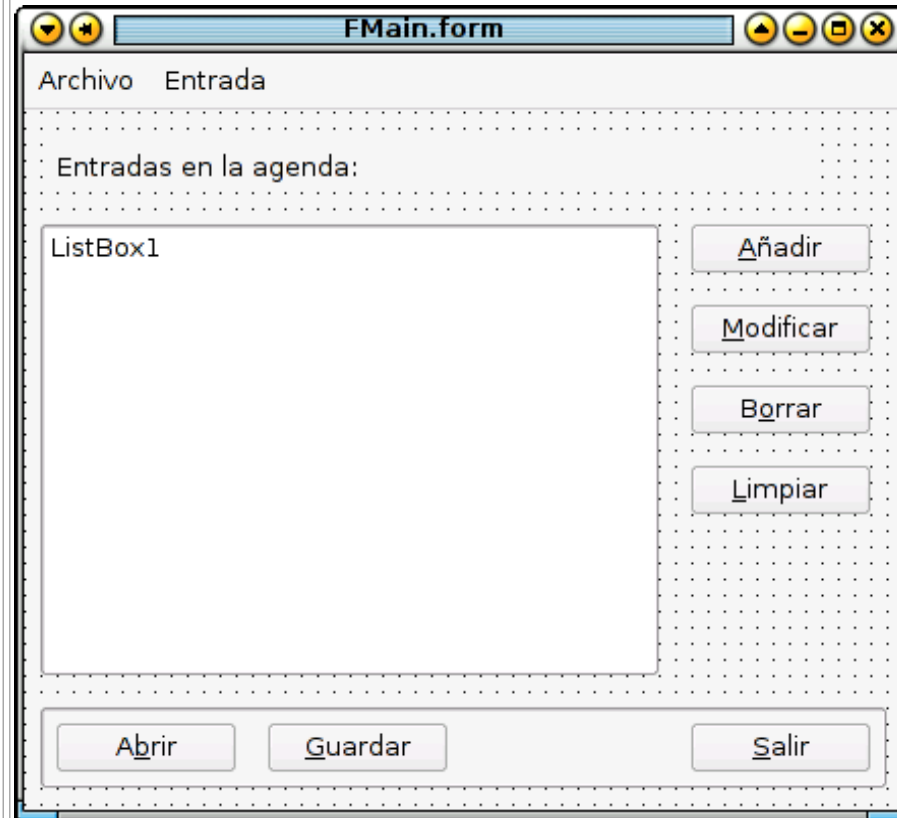 FMain.form
Archivo Entrada
Entradas en la agenda:
ListBox1
Añadir
Modificar
Borrar
Limpiar
Abrir Guardar Salir